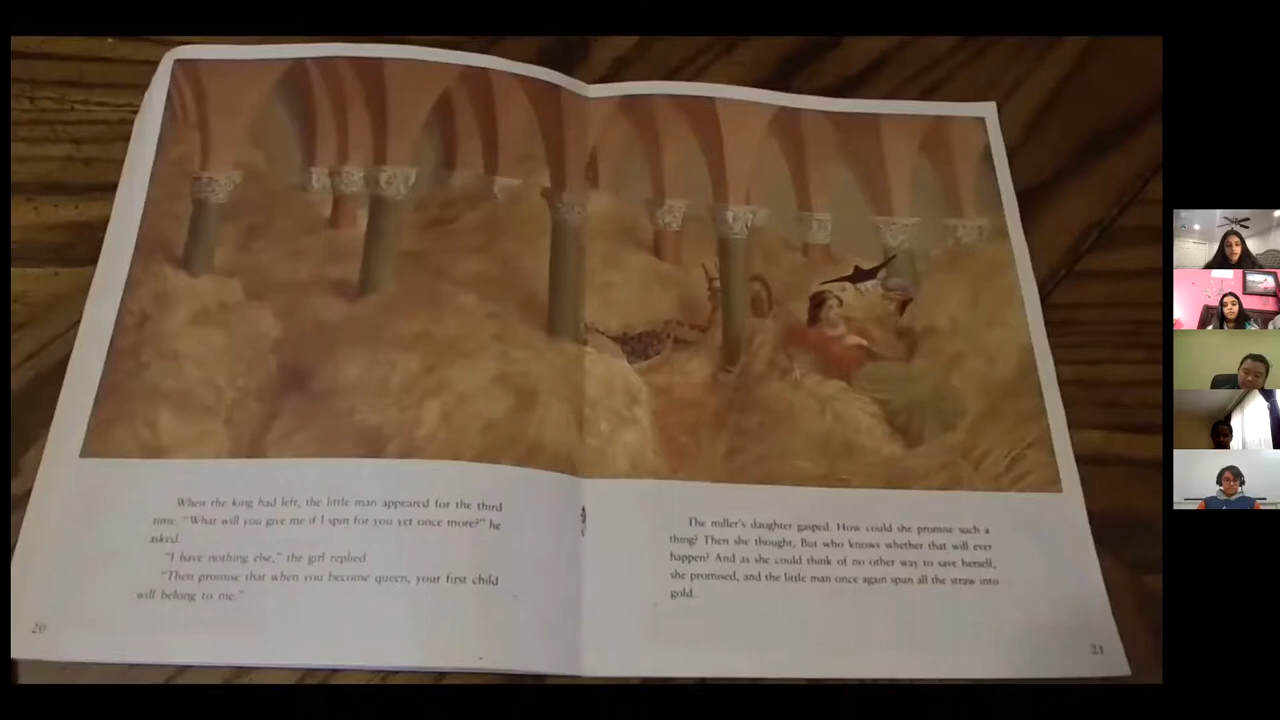 When the king had left, the little man appeared for the third
time. "What will you give me if I spin for you yet once more?" he
asked.
"I have nothing else," the girl replied.
"Then promise that when you become queen, your first child
will belong to me."
20
The miller's daughter gasped. How could she promise such a
thing? Then she thought, But who knows whether that will ever
happen? And as she could think of no other way to save herself,
she promised, and the little man once again spun all the straw into
gold.
21